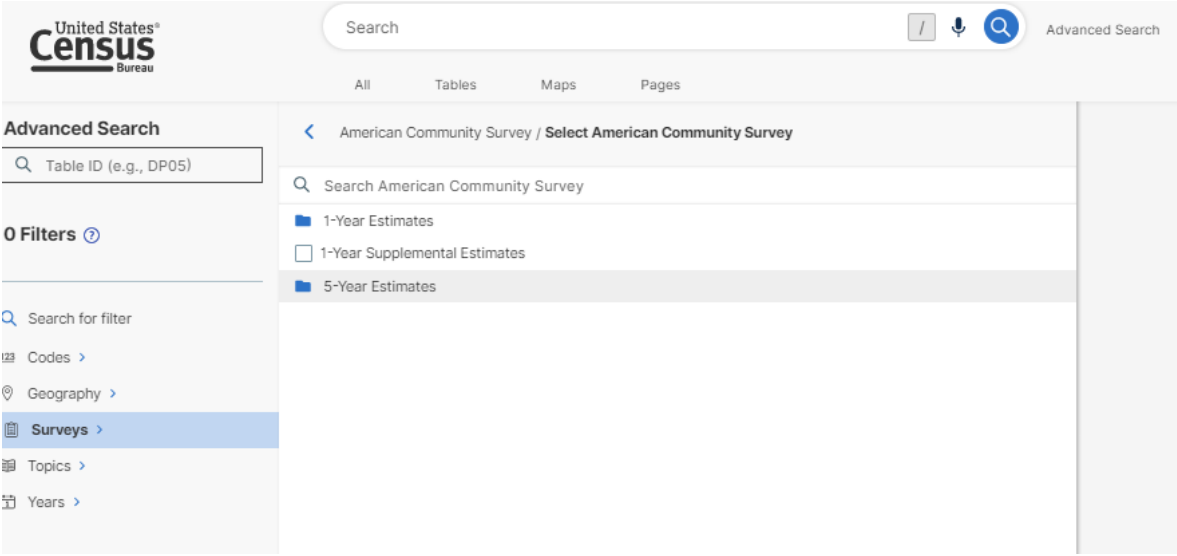 United States®
Census
Bureau
Search
/
Advanced Search
All Tables Maps Pages
Advanced Search
Table ID (e.g., DP05)
0 Filters ?
Search for filter
123 Codes >
Geography >
Surveys >
Topics >
1 Years >
American Community Survey / Select American Community Survey
Search American Community Survey
1-Year Estimates
1-Year Supplemental Estimates
5-Year Estimates